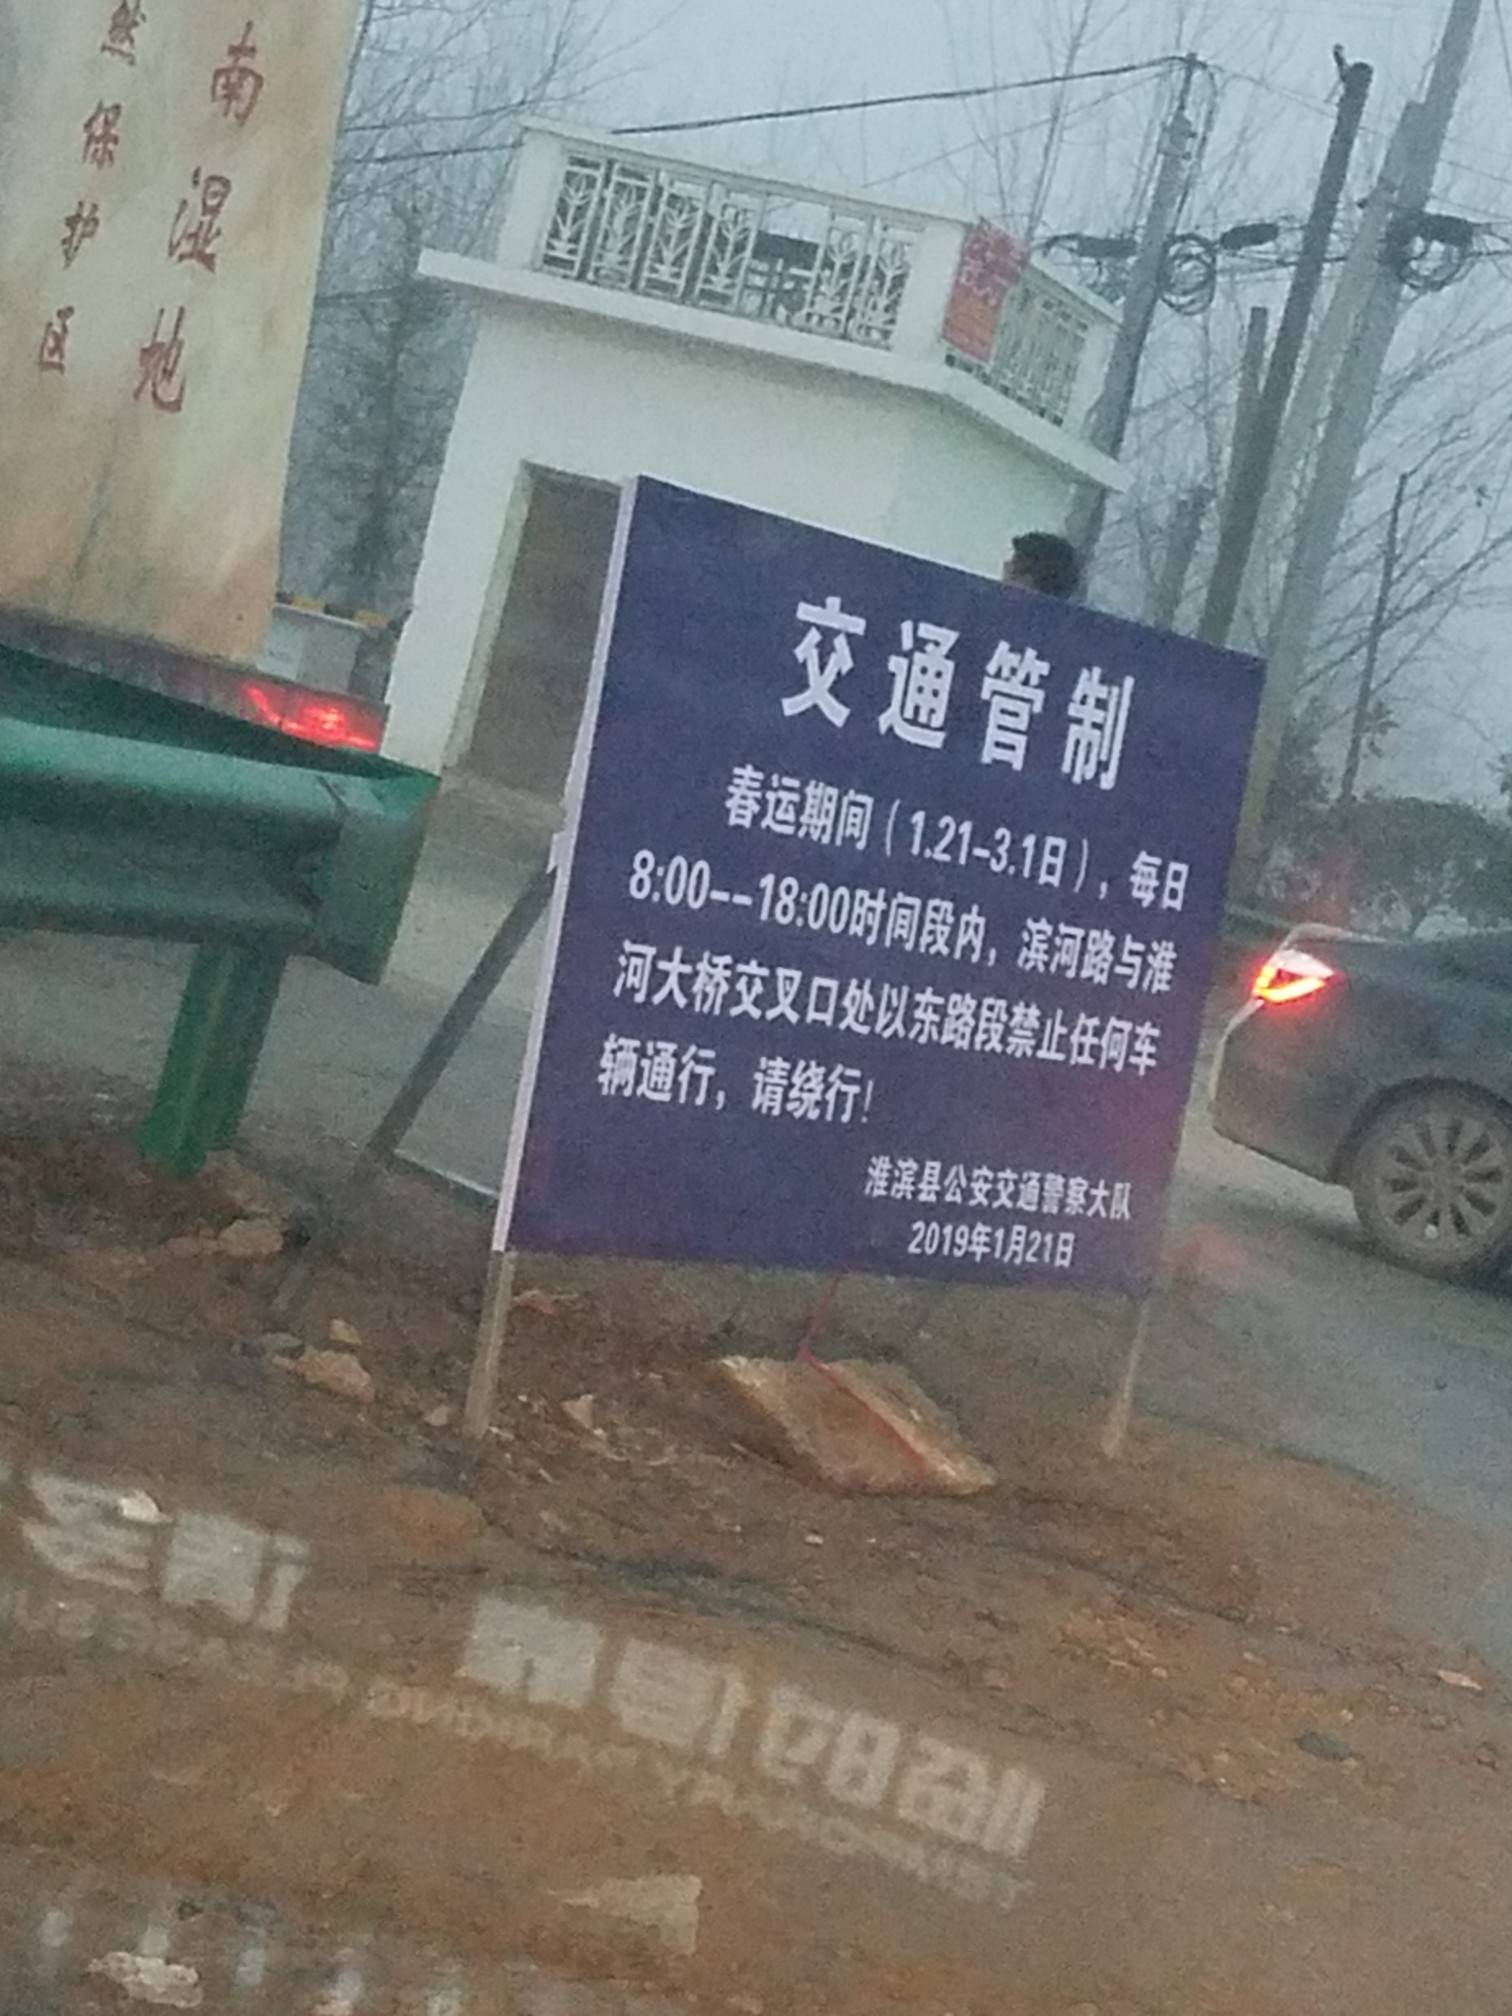 南湿地
然保护区
交通管制
春运期间（1.21-3.1日），每日
8:00--18:00时间段内，滨河路与淮
河大桥交叉口处以东路段禁止任何车
辆通行，请绕行！
淮滨县公安交通警察大队
2019年1月21日